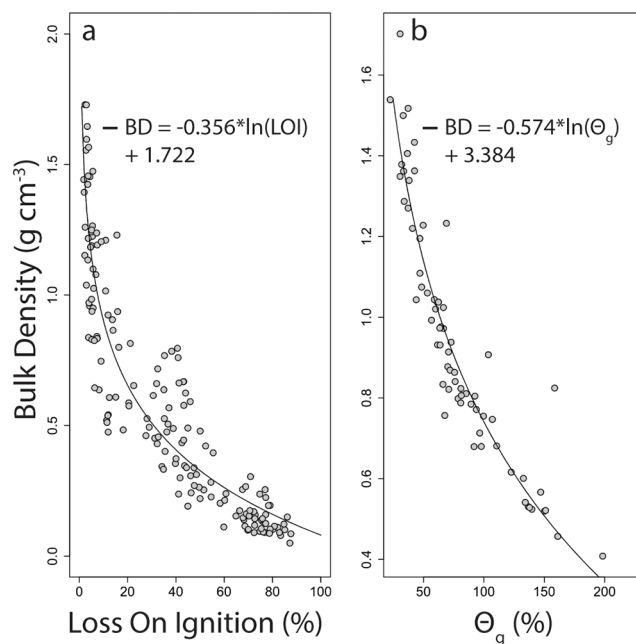 a
b
BD = -0.356*ln(LOI)
+ 1.722
BD = -0.574*ln(Θg)
+ 3.384
Bulk Density (g cm-3)
2.0
1.5
1.0
0.5
0.0
1.6
1.4
1.2
1.0
0.8
0.6
0.4
0 20 40 60 80 100
50 100 150 200
Loss On Ignition (%)
Θg (%)